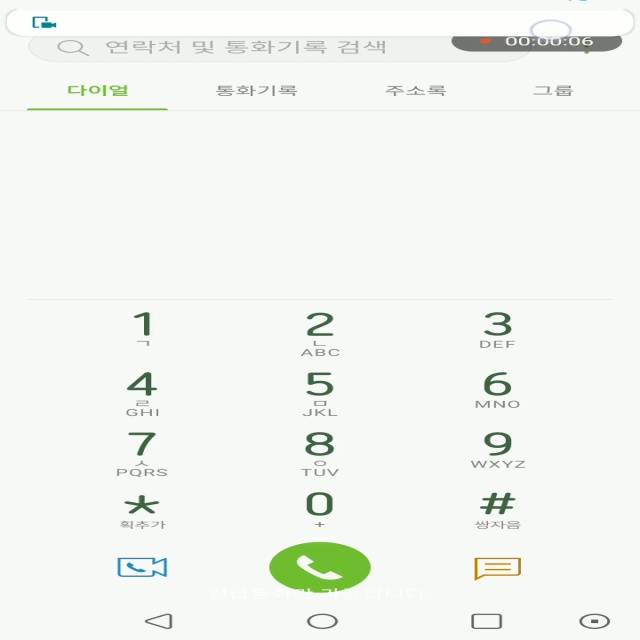 00:00:06
연락처 및 통화기록 검색
다이얼 통화기록 주소록 그룹
1 2 3
ㄱ ㄴ
ABC DEF
4 5 6
ㄹ ㅁ
GHI JKL MNO
7 8 9
ㅅ ㅇ
PQRS TUV WXYZ
* 0 #
획추가 + 쌍자음